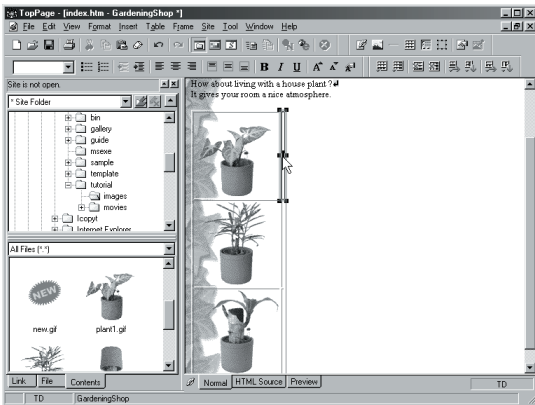 TopPage - [index.htm - GardeningShop *]
File Edit View Format Insert Table Frame Site Tool Window Help
B I U A A
Site is not open.
* Site Folder
bin
gallery
guide
msexe
sample
template
tutorial
images
movies
Icopyt
Internet Explorer
All Files (*.*)
NEW
new.gif plant1.gif
Link File Contents
How about living with a house plant ?
It gives your room a nice atmosphere.
Normal HTML Source Preview
TD
TD GardeningShop